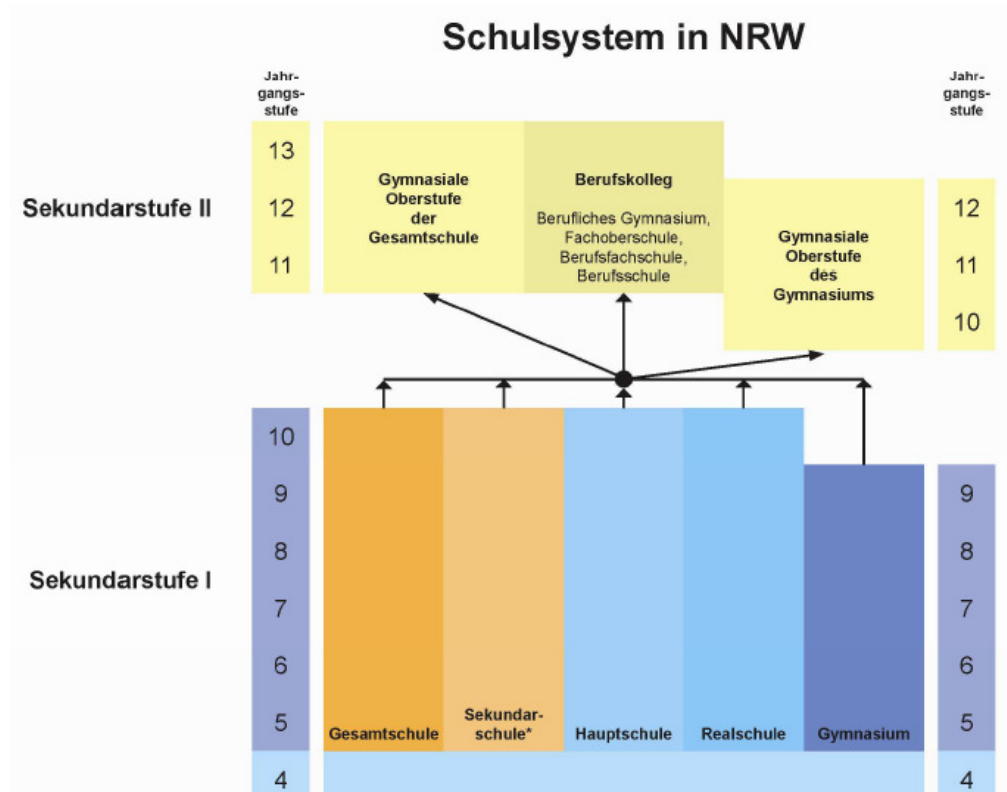 Schulsystem in NRW
Jahr-
gangs-
stufe
Jahr-
gangs-
stufe
Sekundarstufe II
13
12
11
Gymnasiale
Oberstufe
der
Gesamtschule
Berufskolleg
Berufliches Gymnasium,
Fachoberschule,
Berufsfachschule,
Berufsschule
Gymnasiale
Oberstufe
des
Gymnasiums
12
11
10
Sekundarstufe I
10
9
8
7
6
5
4
Gesamtschule
Sekundar-
schule*
Hauptschule
Realschule
Gymnasium
9
8
7
6
5
4